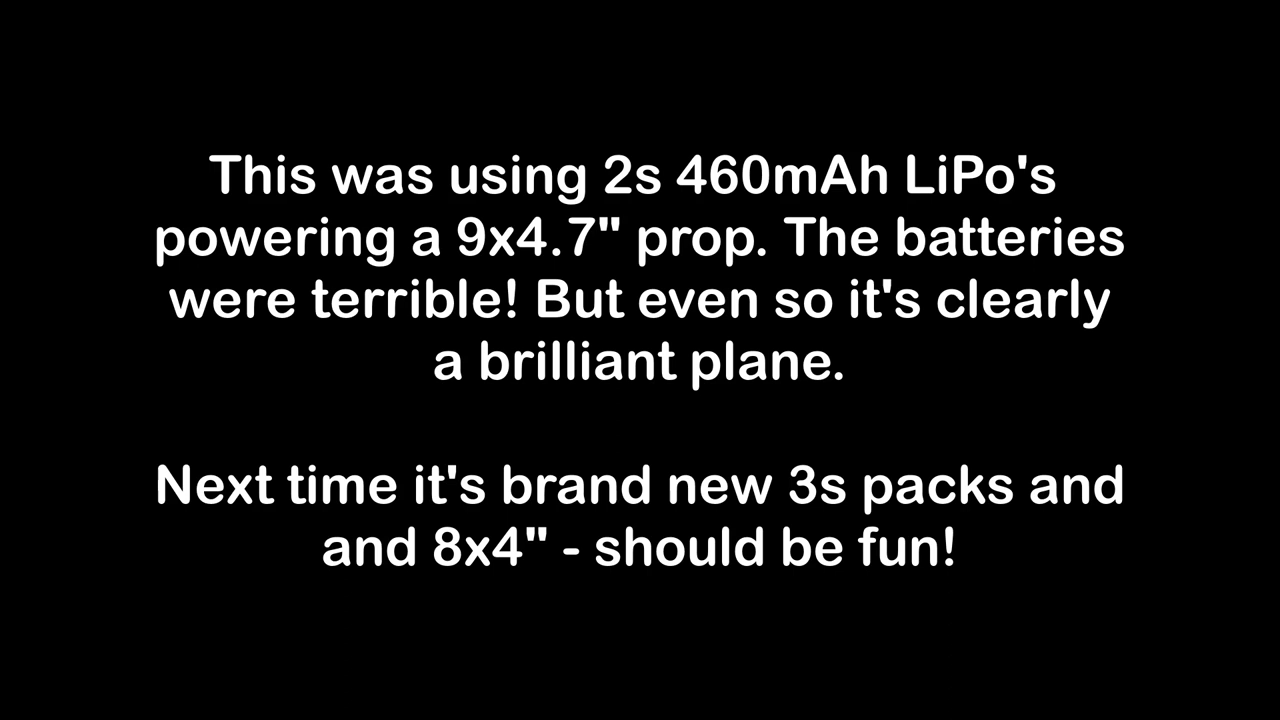 This was using 2s 460mAh LiPo's
powering a 9x4.7" prop. The batteries
were terrible! But even so it's clearly
a brilliant plane.
Next time it's brand new 3s packs and
and 8x4" - should be fun!